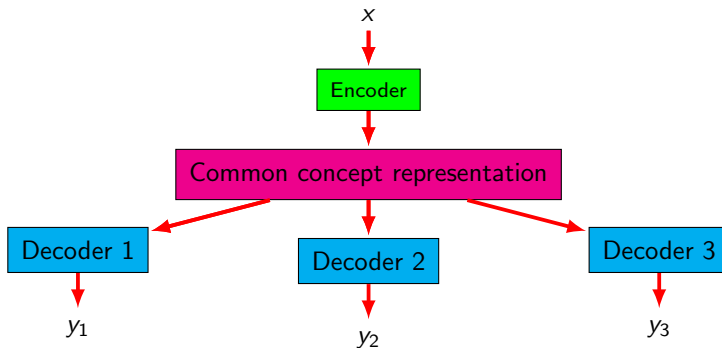 x
Encoder
Common concept representation
Decoder 1
Decoder 2
Decoder 3
y₁
y₂
y₃